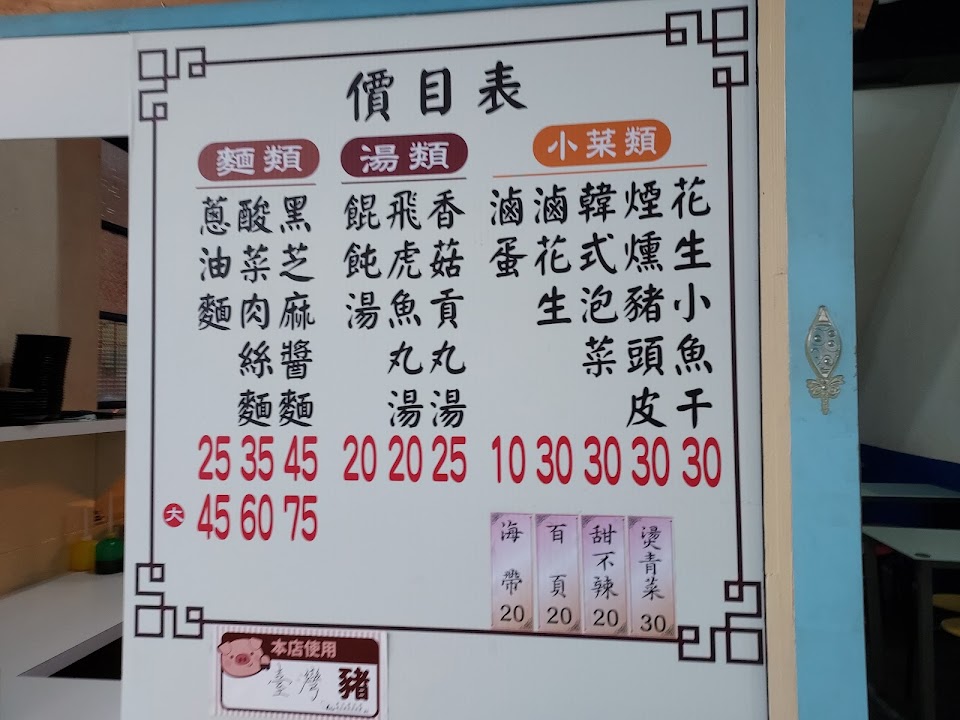 價目表
麵類
蔥油麵
酸菜肉絲麵
黑芝麻醬麵
25 35 45
大 45 60 75
湯類
餛飩湯
飛虎魚丸湯
香菇貢丸湯
20 20 25
小菜類
滷蛋
滷花生
韓式泡菜
煙燻豬頭皮
花生小魚干
10 30 30 30 30
海帶 20
百頁 20
甜不辣 20
燙青菜 30
本店使用
臺灣豬